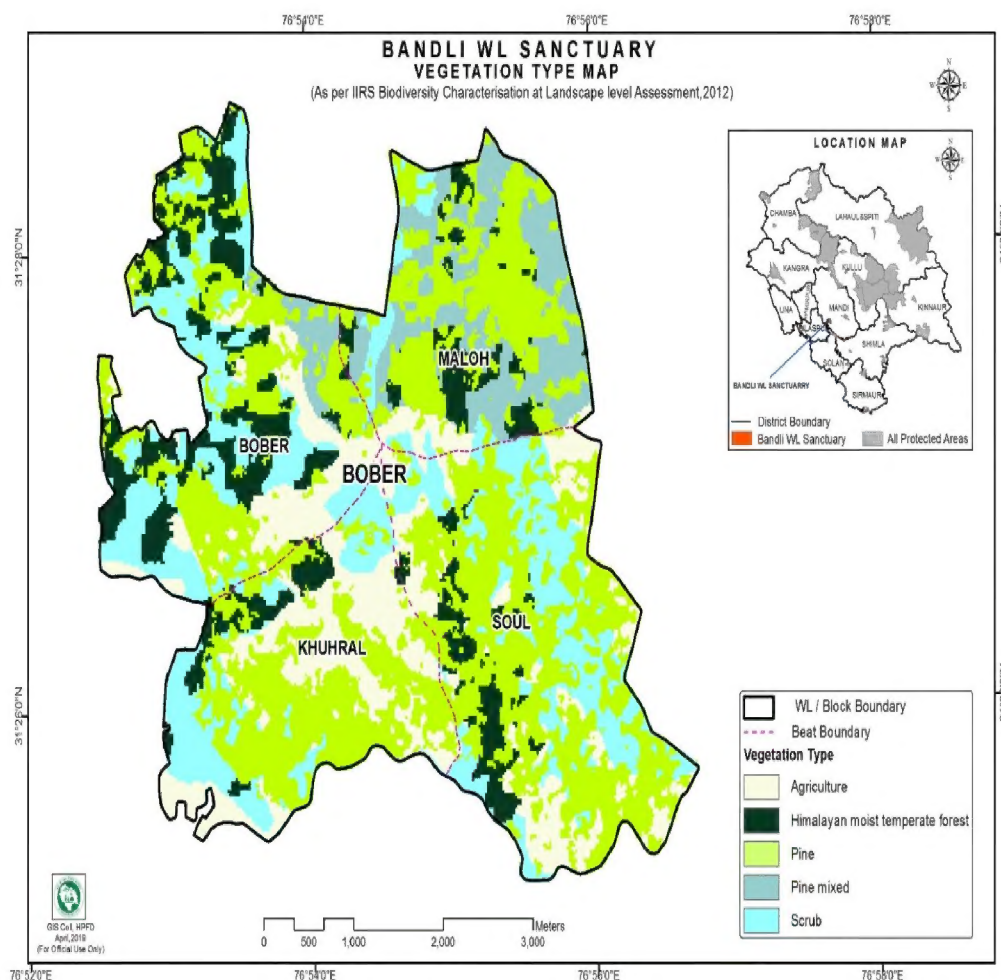 76°54'0"E
76°56'0"E
76°58'0"E
BANDLI WL SANCTUARY
VEGETATION TYPE MAP
(As per IIRS Biodiversity Characterisation at Landscape level Assessment,2012)
N
W E
S
LOCATION MAP
N
W E
S
CHAMBA
LAHAUL &SPITI
KANGRA
KULLU
UNA
MANDI
KINNAUR
SHIMLA
SOLAN
SIRMAUR
BANDLI WL SANCTUARRY
District Boundary
Bandli WL Sanctuary
All Protected Areas
31°28'0"N
MALOH
BOBER
BOBER
SOUL
KHUHRAL
31°26'0"N
WL / Block Boundary
Beat Boundary
Vegetation Type
Agriculture
Himalayan moist temperate forest
Pine
Pine mixed
Scrub
GIS Cell, HPFD
(For Official Use Only)
Meters
0 500 1,000 2,000 3,000
76°52'0"E
76°54'0"E
76°56'0"E
76°58'0"E